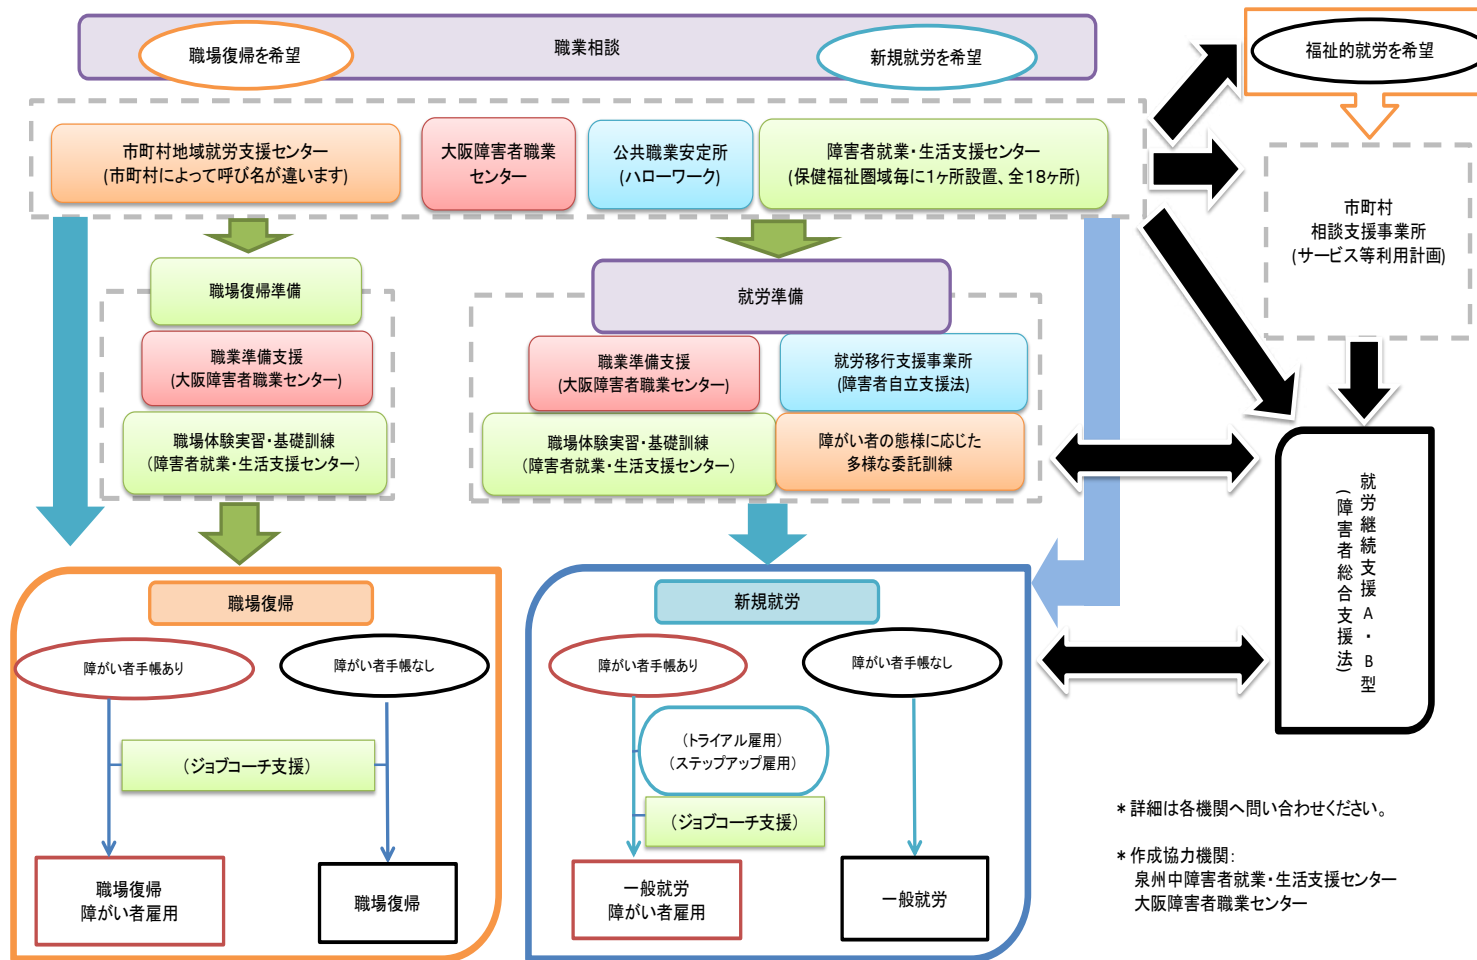 職業相談
職場復帰を希望
新規就労を希望
福祉的就労を希望
市町村地域就労支援センター
(市町村によって呼び名が違います)
大阪障害者職業
センター
公共職業安定所
(ハローワーク)
障害者就業・生活支援センター
(保健福祉圏域毎に1ヶ所設置、全18ヶ所)
市町村
相談支援事業所
(サービス等利用計画)
職場復帰準備
職業準備支援
(大阪障害者職業センター)
職場体験実習・基礎訓練
(障害者就業・生活支援センター)
就労準備
職業準備支援
(大阪障害者職業センター)
就労移行支援事業所
(障害者自立支援法)
職場体験実習・基礎訓練
(障害者就業・生活支援センター)
障がい者の態様に応じた
多様な委託訓練
就労継続支援A・B型
(障害者総合支援法)
職場復帰
障がい者手帳あり
障がい者手帳なし
(ジョブコーチ支援)
職場復帰
障がい者雇用
職場復帰
新規就労
障がい者手帳あり
障がい者手帳なし
(トライアル雇用)
(ステップアップ雇用)
(ジョブコーチ支援)
一般就労
障がい者雇用
一般就労
*詳細は各機関へ問い合わせください。
*作成協力機関:
泉州中障害者就業・生活支援センター
大阪障害者職業センター